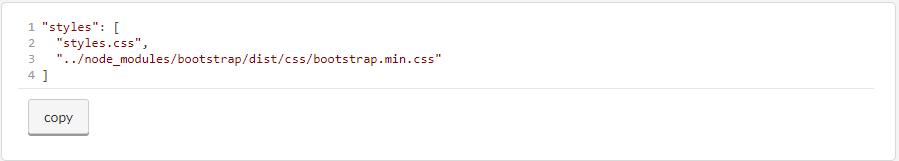 1 "styles": [
2   "styles.css",
3   "../node_modules/bootstrap/dist/css/bootstrap.min.css"
4 ]
copy